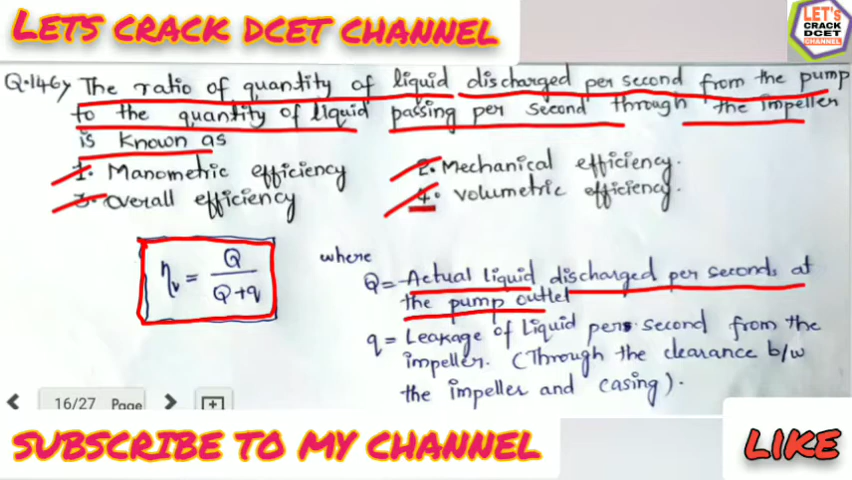 LETS CRACK DCET CHANNEL
LET'S
CRACK
DCET
CHANNEL
Q.146> The ratio of quantity of liquid discharged per second from the pump
to the quantity of liquid passing per second through the impeller
is known as
1. Manometric efficiency 2. Mechanical efficiency.
3. Overall efficiency 4. Volumetric efficiency.
ηv = Q / Q+q
where
Q = Actual liquid discharged per seconds at
the pump outlet
q = Leakage of Liquid per second from the
impeller. (Through the clearance b/w
the impeller and casing).
16/27 Page
SUBSCRIBE TO MY CHANNEL
LIKE